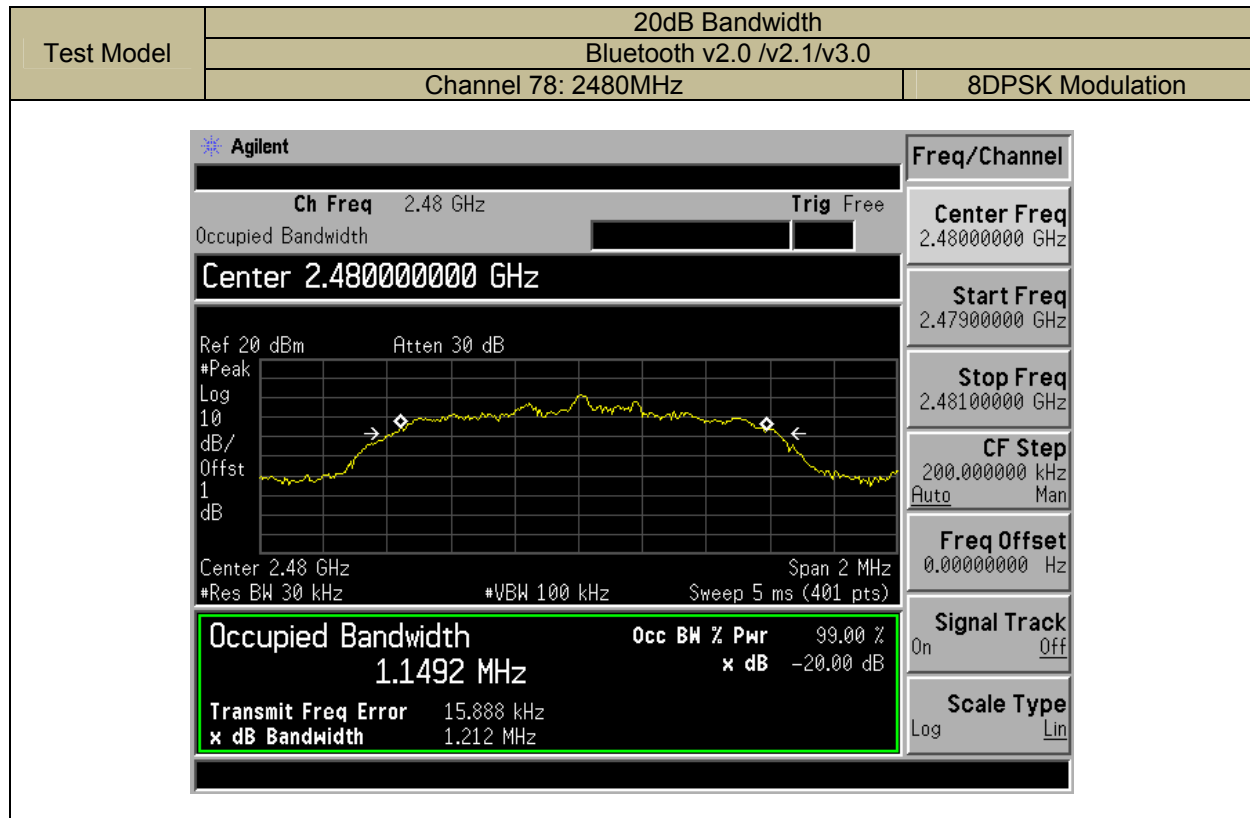 Test Model
20dB Bandwidth
Bluetooth v2.0 /v2.1/v3.0
Channel 78: 2480MHz
8DPSK Modulation
Agilent
Freq/Channel
Ch Freq 2.48 GHz Trig Free
Occupied Bandwidth
Center 2.480000000 GHz
Ref 20 dBm Atten 30 dB
#Peak
Log
10
dB/
Offst
1
dB
Center 2.48 GHz Span 2 MHz
#Res BW 30 kHz #VBW 100 kHz Sweep 5 ms (401 pts)
Occupied Bandwidth Occ BW % Pwr 99.00 %
1.1492 MHz x dB -20.00 dB
Transmit Freq Error 15.888 kHz
x dB Bandwidth 1.212 MHz
Center Freq
2.48000000 GHz
Start Freq
2.47900000 GHz
Stop Freq
2.48100000 GHz
CF Step
200.000000 kHz
Auto Man
Freq Offset
0.00000000 Hz
Signal Track
On Off
Scale Type
Log Lin